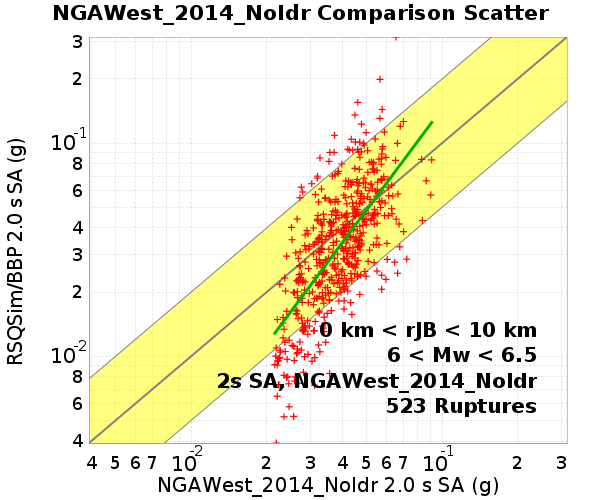 NGAWest_2014_NoIdr Comparison Scatter
RSQSim/BBP 2.0 s SA (g)
3
2
10-1
8
6
4
3
2
10-2
8
6
4
0 km < rJB < 10 km
6 < Mw < 6.5
2s SA, NGAWest_2014_NoIdr
523 Ruptures
4 5 6 7 10-2 2 3 4 5 6 7 10-1 2 3
NGAWest_2014_NoIdr 2.0 s SA (g)